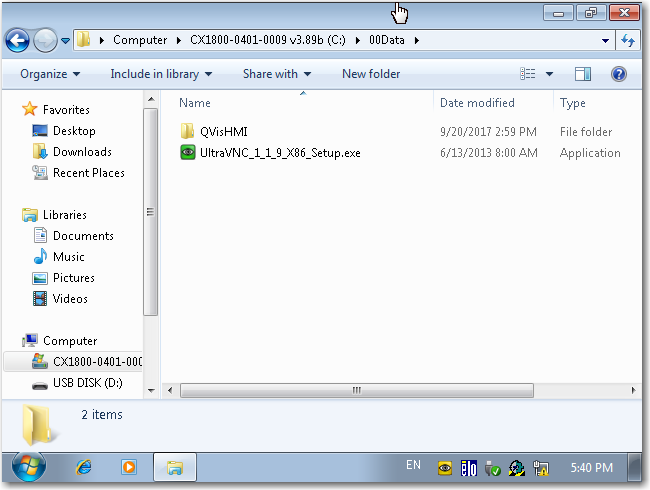 Computer CX1800-0401-0009 v3.89b (C:) 00Data
Organize Include in library Share with New folder
Name Date modified Type
Favorites
Desktop
Downloads
Recent Places
Libraries
Documents
Music
Pictures
Videos
Computer
CX1800-0401-000
USB DISK (D:)
QVisHMI 9/20/2017 2:59 PM File folder
UltraVNC_1_1_9_X86_Setup.exe 6/13/2013 8:00 AM Application
2 items
EN elo 5:40 PM